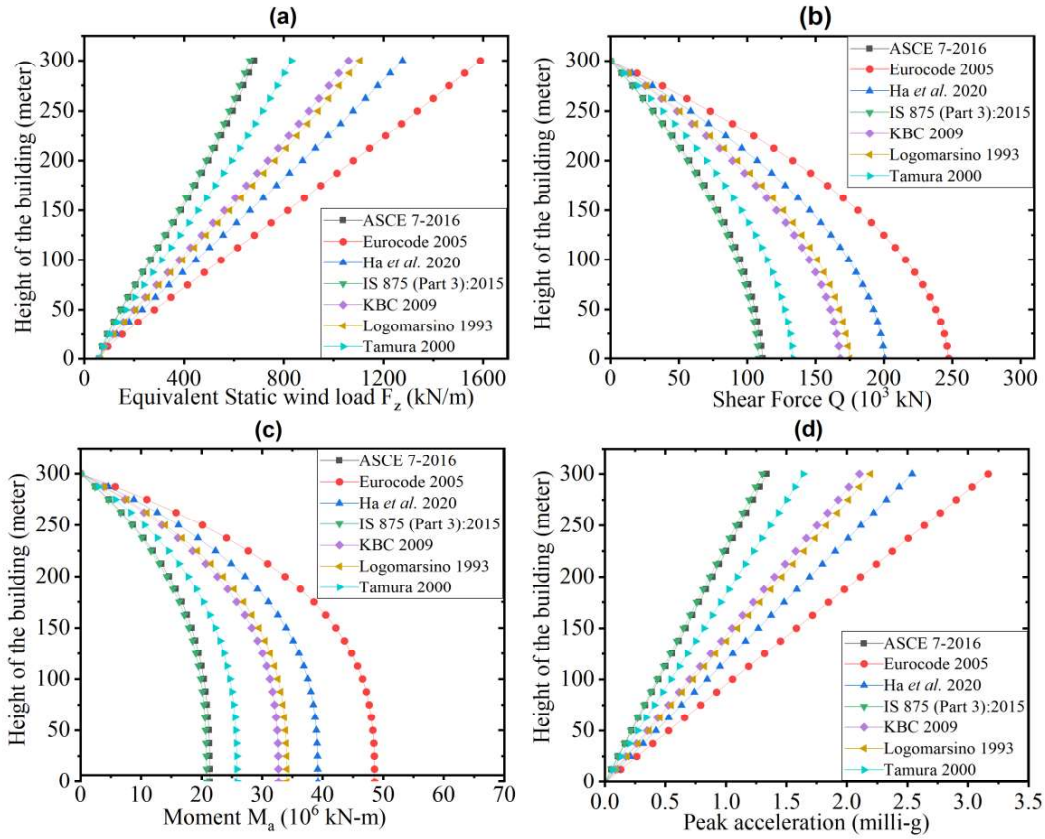 (a)
Height of the building (meter)
300
250
200
150
100
50
0
ASCE 7-2016
Eurocode 2005
Ha et al. 2020
IS 875 (Part 3):2015
KBC 2009
Logomarsino 1993
Tamura 2000
0 400 800 1200 1600
Equivalent Static wind load Fz (kN/m)
(b)
Height of the building (meter)
300
250
200
150
100
50
0
ASCE 7-2016
Eurocode 2005
Ha et al. 2020
IS 875 (Part 3):2015
KBC 2009
Logomarsino 1993
Tamura 2000
0 50 100 150 200 250 300
Shear Force Q (10³ kN)
(c)
Height of the building (meter)
300
250
200
150
100
50
0
ASCE 7-2016
Eurocode 2005
Ha et al. 2020
IS 875 (Part 3):2015
KBC 2009
Logomarsino 1993
Tamura 2000
0 10 20 30 40 50 60 70
Moment Ma (10⁶ kN-m)
(d)
Height of the building (meter)
300
250
200
150
100
50
0
ASCE 7-2016
Eurocode 2005
Ha et al. 2020
IS 875 (Part 3):2015
KBC 2009
Logomarsino 1993
Tamura 2000
0.0 0.5 1.0 1.5 2.0 2.5 3.0 3.5
Peak acceleration (milli-g)